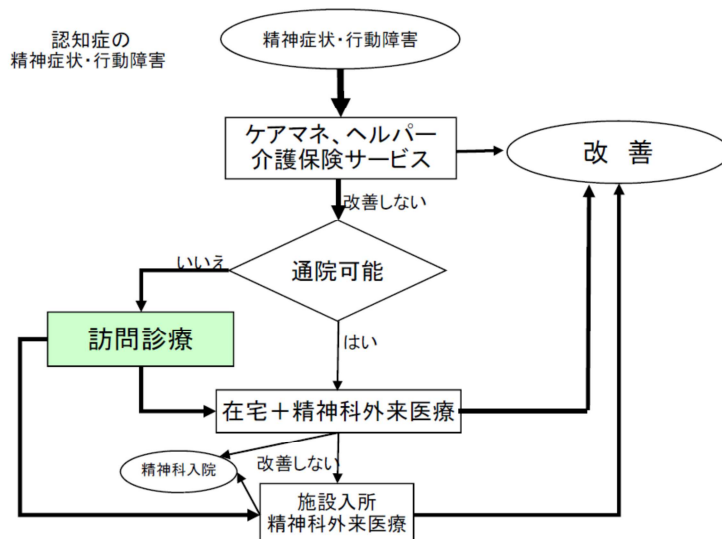 認知症の
精神症状・行動障害
精神症状・行動障害
ケアマネ、ヘルパー
介護保険サービス
改 善
改善しない
通院可能
いいえ
訪問診療
はい
在宅＋精神科外来医療
精神科入院
改善しない
施設入所
精神科外来医療